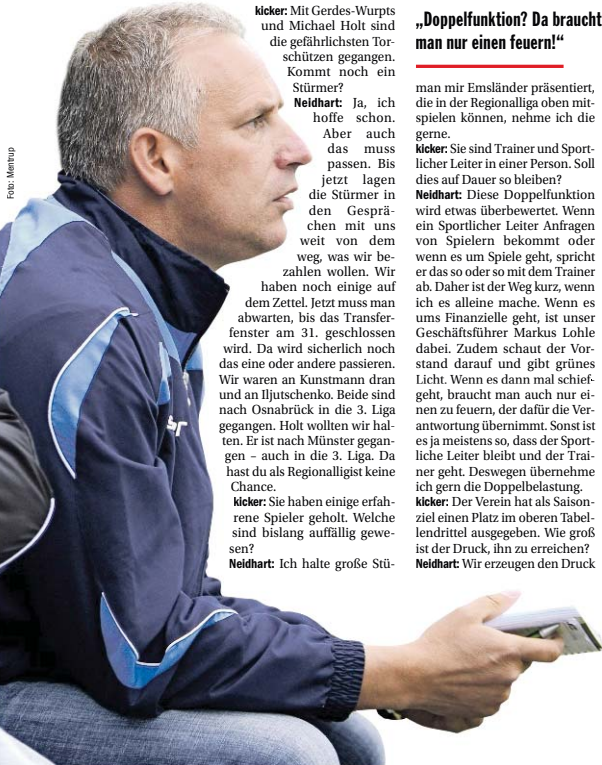 Foto: Mentrup
kicker: Mit Gerdes-Wurpts
und Michael Holt sind
die gefährlichsten Tor-
schützen gegangen.
Kommt noch ein
Stürmer?
Neidhart: Ja, ich
hoffe schon.
Aber auch
das muss
passen. Bis
jetzt lagen
die Stürmer in
den Gesprä-
chen mit uns
weit von dem
weg, was wir be-
zahlen wollen. Wir
haben noch einige auf
dem Zettel. Jetzt muss man
abwarten, bis das Transfer-
fenster am 31. geschlossen
wird. Da wird sicherlich noch
das eine oder andere passieren.
Wir waren an Kunstmann dran
und an Iljutschenko. Beide sind
nach Osnabrück in die 3. Liga
gegangen. Holt wollten wir hal-
ten. Er ist nach Münster gegan-
gen – auch in die 3. Liga. Da
hast du als Regionalligist keine
Chance.
kicker: Sie haben einige erfah-
rene Spieler geholt. Welche
sind bislang auffällig gewe-
sen?
Neidhart: Ich halte große Stü-
„Doppelfunktion? Da braucht
man nur einen feuern!“
man mir Emsländer präsentiert,
die in der Regionalliga oben mit-
spielen können, nehme ich die
gerne.
kicker: Sie sind Trainer und Sport-
licher Leiter in einer Person. Soll
dies auf Dauer so bleiben?
Neidhart: Diese Doppelfunktion
wird etwas überbewertet. Wenn
ein Sportlicher Leiter Anfragen
von Spielern bekommt oder
wenn es um Spiele geht, spricht
er das so oder so mit dem Trainer
ab. Daher ist der Weg kurz, wenn
ich es alleine mache. Wenn es
ums Finanzielle geht, ist unser
Geschäftsführer Markus Lohle
dabei. Zudem schaut der Vor-
stand darauf und gibt grünes
Licht. Wenn es dann mal schief-
geht, braucht man auch nur ei-
nen zu feuern, der dafür die Ver-
antwortung übernimmt. Sonst ist
es ja meistens so, dass der Sport-
liche Leiter bleibt und der Trai-
ner geht. Deswegen übernehme
ich gern die Doppelbelastung.
kicker: Der Verein hat als Saison-
ziel einen Platz im oberen Tabel-
lendrittel ausgegeben. Wie groß
ist der Druck, ihn zu erreichen?
Neidhart: Wir erzeugen den Druck